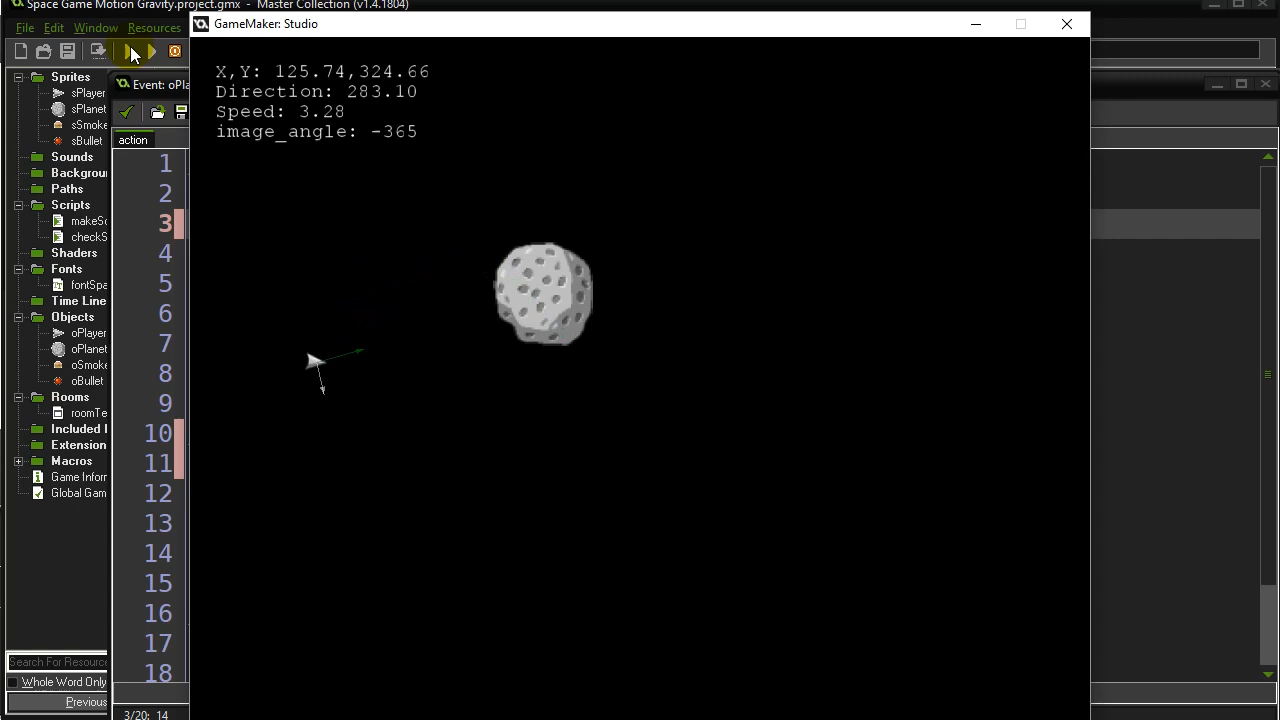 Space Game Motion Gravity.project.gmx - Master Collection (v1.4.1804)
GameMaker: Studio
File Edit Window Resources
Sprites
sPlayer
sPlanet
sSmoke
sBullet
Sounds
Backgrou
Paths
Scripts
makeSc
checkS
Shaders
Fonts
fontSpa
Time Line
Objects
oPlayer
oPlanet
oSmoke
oBullet
Rooms
roomTe
Included F
Extension
Macros
Game Inform
Global Gam
Search For Resource
Whole Word Only
Previous
Event: oPla
action
1
2
3
4
5
6
7
8
9
10
11
12
13
14
15
16
17
18
3/20: 14
X,Y: 125.74,324.66
Direction: 283.10
Speed: 3.28
image_angle: -365